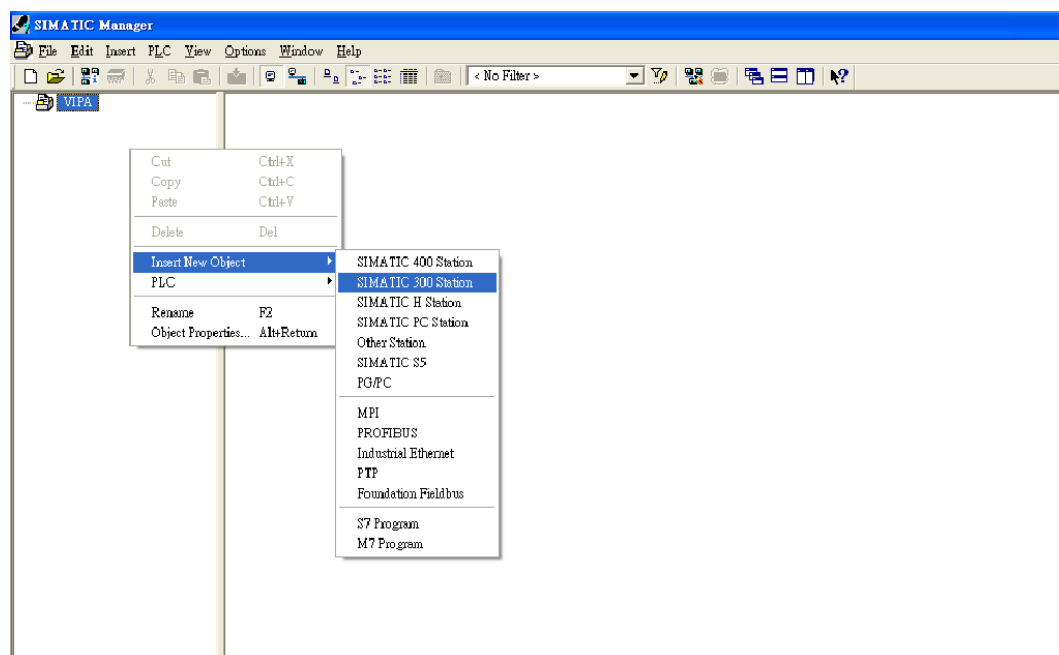 SIMATIC Manager
File Edit Insert PLC View Options Window Help
< No Filter >
VIPA
Cut Ctrl+X
Copy Ctrl+C
Paste Ctrl+V
Delete Del
Insert New Object
PLC
Rename F2
Object Properties... Alt+Return
SIMATIC 400 Station
SIMATIC 300 Station
SIMATIC H Station
SIMATIC PC Station
Other Station
SIMATIC S5
PG/PC
MPI
PROFIBUS
Industrial Ethernet
PTP
Foundation Fieldbus
S7 Program
M7 Program